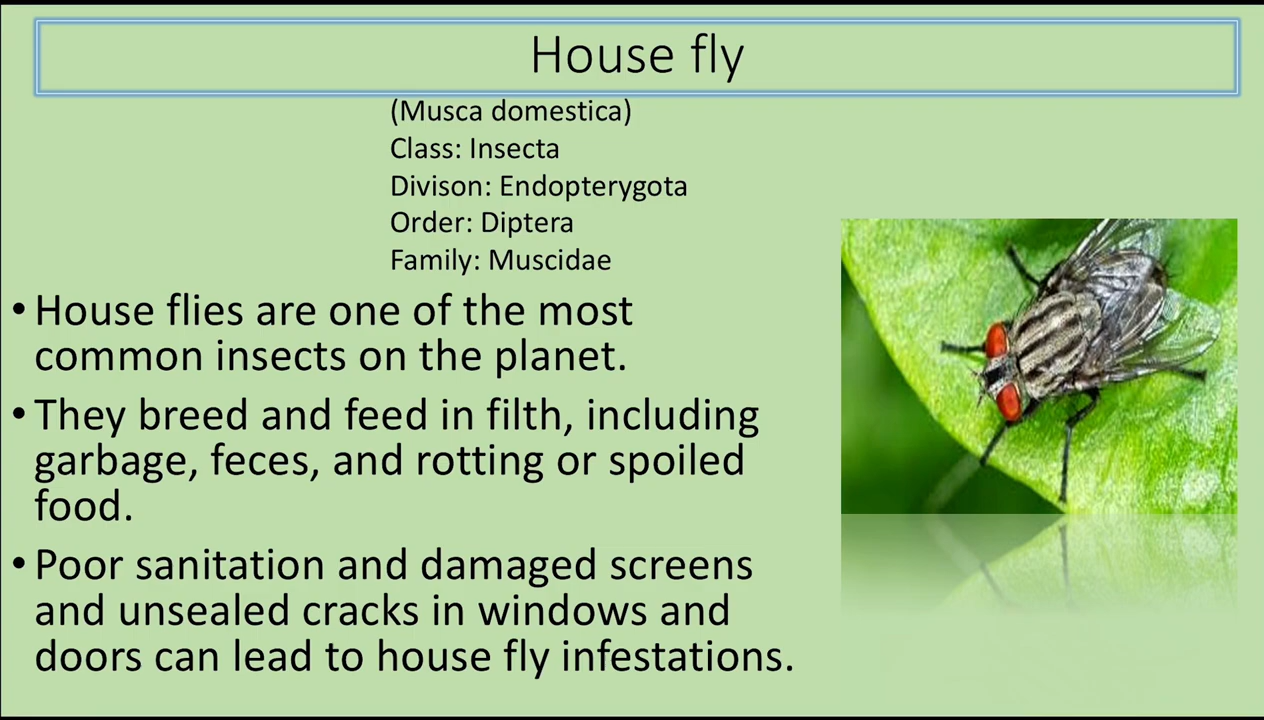 House fly
(Musca domestica)
Class: Insecta
Divison: Endopterygota
Order: Diptera
Family: Muscidae
• House flies are one of the most
common insects on the planet.
• They breed and feed in filth, including
garbage, feces, and rotting or spoiled
food.
• Poor sanitation and damaged screens
and unsealed cracks in windows and
doors can lead to house fly infestations.